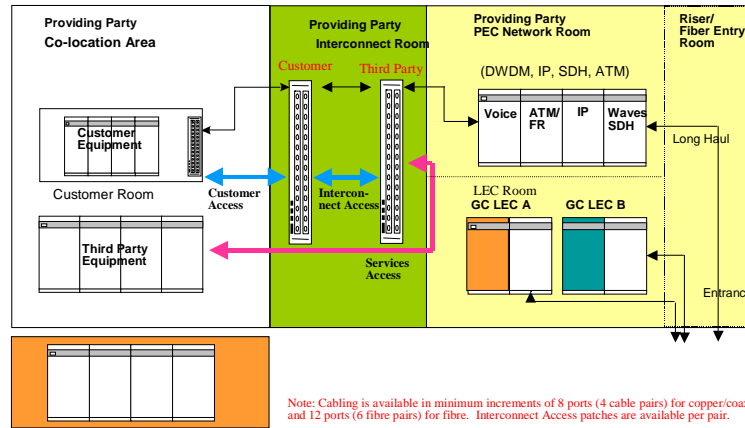 Providing Party
Co-location Area
Providing Party
Interconnect Room
Providing Party
PEC Network Room
Riser/
Fiber Entry
Room
Customer
Third Party
(DWDM, IP, SDH, ATM)
Voice
ATM/
FR
IP
Waves
SDH
Long Haul
Customer
Equipment
Customer Room
Customer
Access
Intercon-
nect Access
LEC Room
GC LEC A
GC LEC B
Third Party
Equipment
Services
Access
Entranc
Note: Cabling is available in minimum increments of 8 ports (4 cable pairs) for copper/coax
and 12 ports (6 fibre pairs) for fibre. Interconnect Access patches are available per pair.